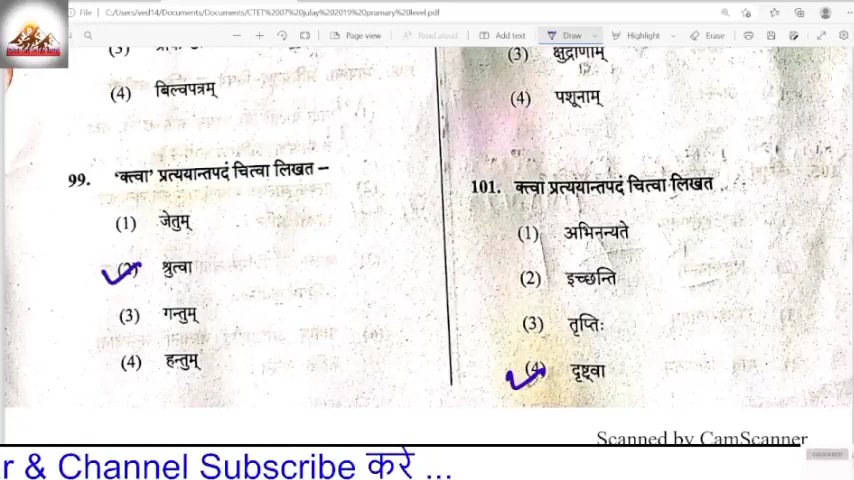 File | C:/Users/ved14/Documents/Documents/CTET%2007%20julay%202019%20pramary%20level.pdf
Page view | Read aloud | Add text | Draw | Highlight | Erase
(3)
(4) बिल्वपत्रम्
99. 'क्त्वा' प्रत्ययान्तपदं चित्वा लिखत –
(1) जेतुम्
(2) श्रुत्वा
(3) गन्तुम्
(4) हन्तुम्
(3) क्षुद्राणाम्
(4) पशूनाम्
101. क्त्वा प्रत्ययान्तपदं चित्वा लिखत
(1) अभिनन्यते
(2) इच्छन्ति
(3) तृप्तिः
(4) दृष्ट्वा
Scanned by CamScanner
r & Channel Subscribe करे ...